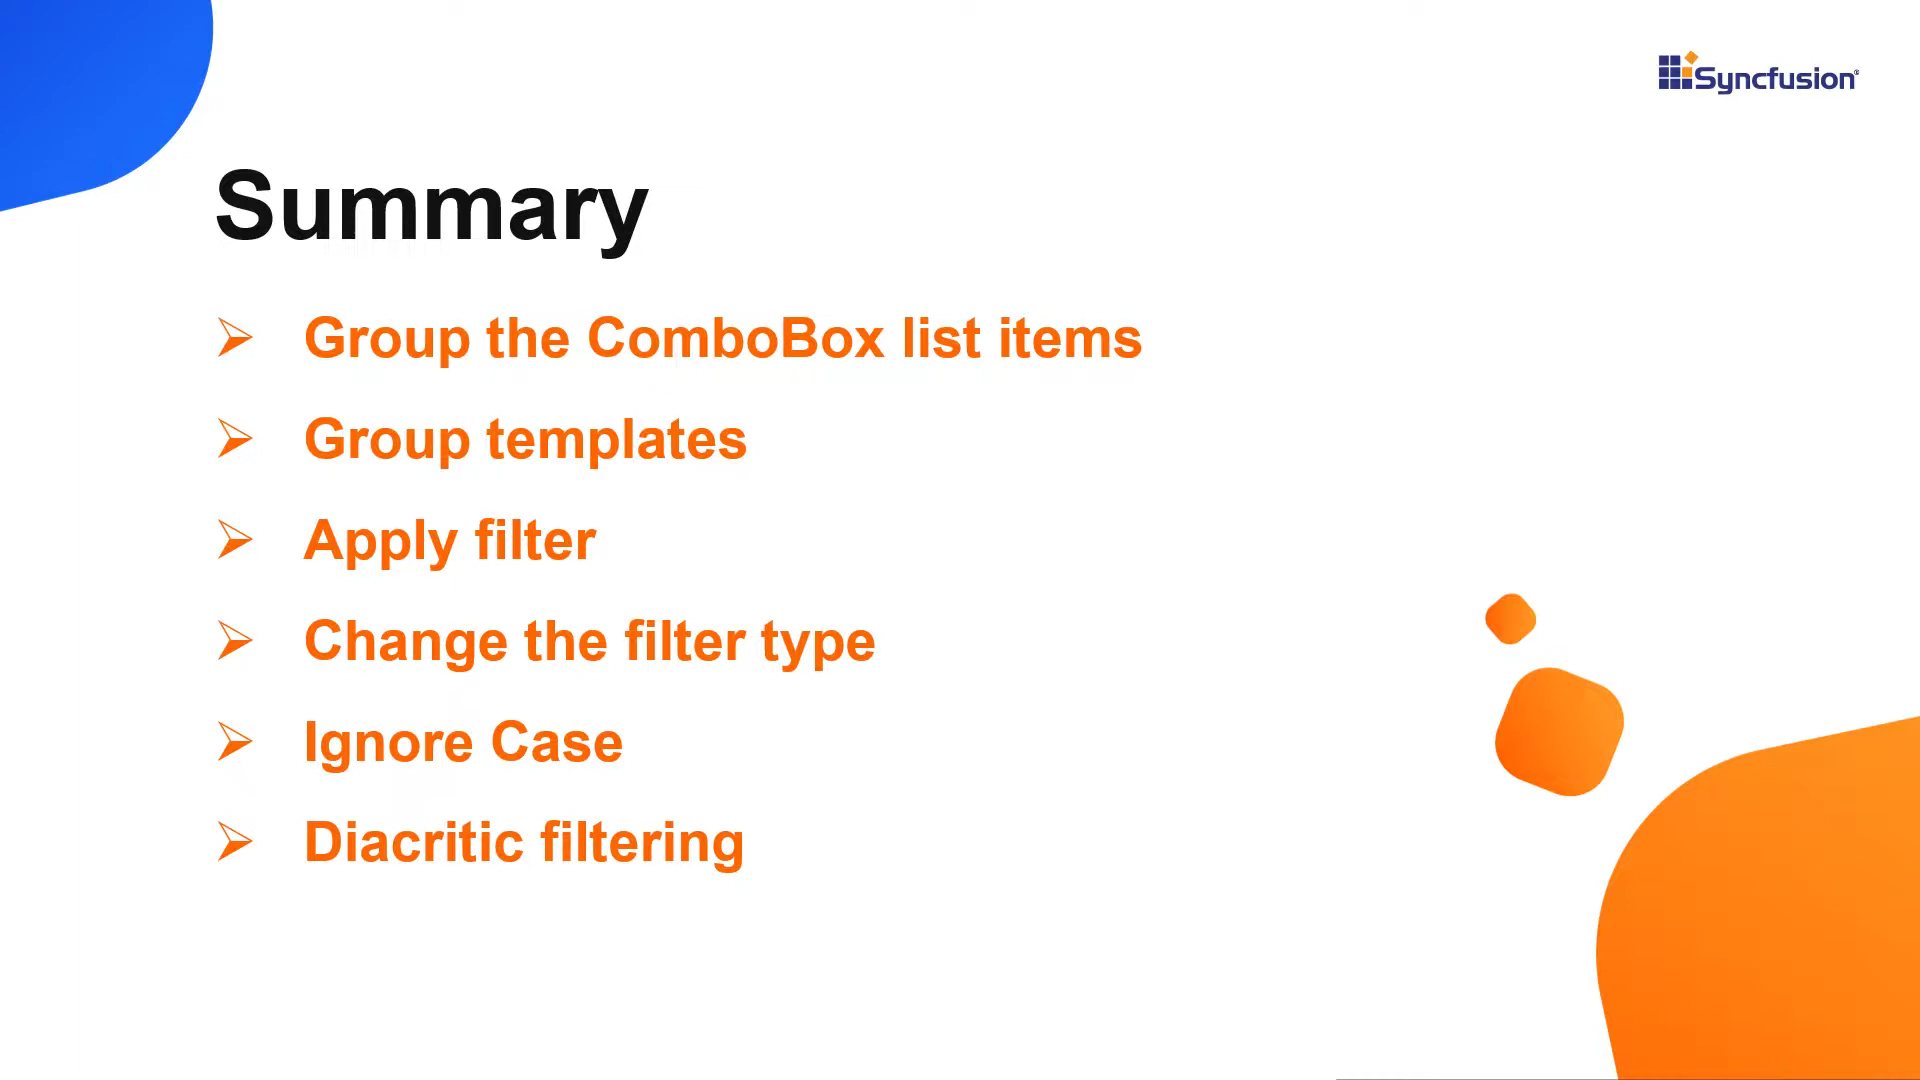 Syncfusion®
Summary
Group the ComboBox list items
Group templates
Apply filter
Change the filter type
Ignore Case
Diacritic filtering